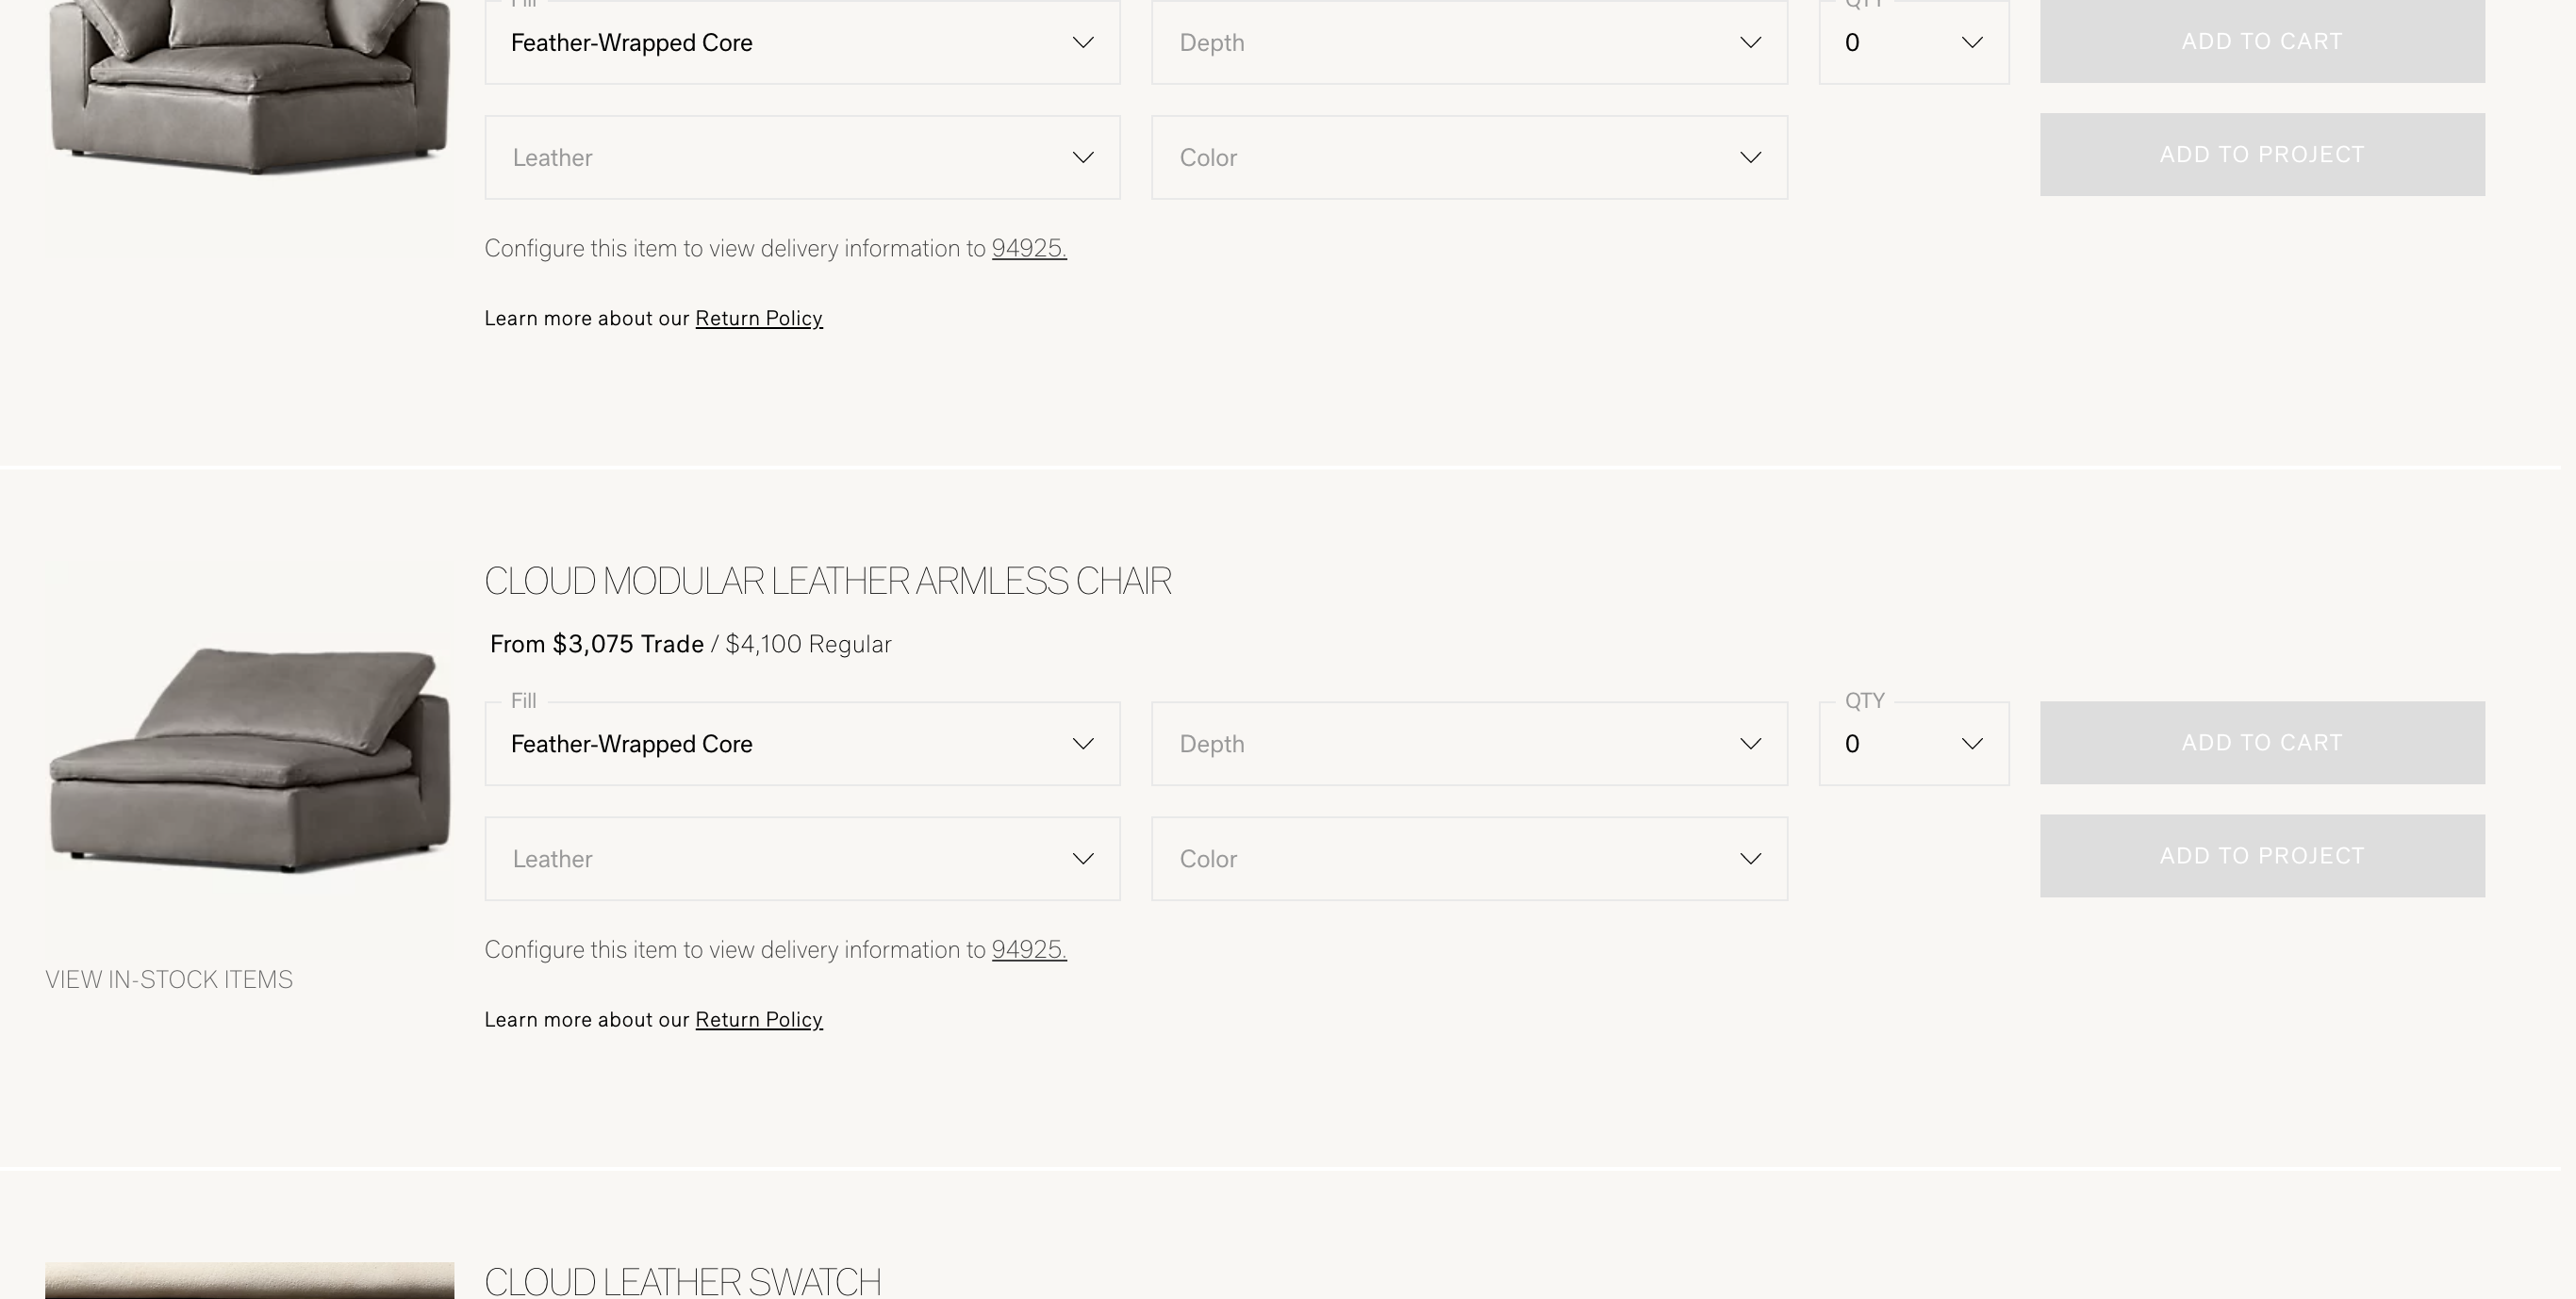 Fill
QTY
Feather-Wrapped Core
Depth
0
ADD TO CART
Leather
Color
ADD TO PROJECT
Configure this item to view delivery information to 94925.
Learn more about our Return Policy
CLOUD MODULAR LEATHER ARMLESS CHAIR
From $3,075 Trade / $4,100 Regular
Fill
QTY
Feather-Wrapped Core
Depth
0
ADD TO CART
Leather
Color
ADD TO PROJECT
Configure this item to view delivery information to 94925.
VIEW IN-STOCK ITEMS
Learn more about our Return Policy
CLOUD LEATHER SWATCH